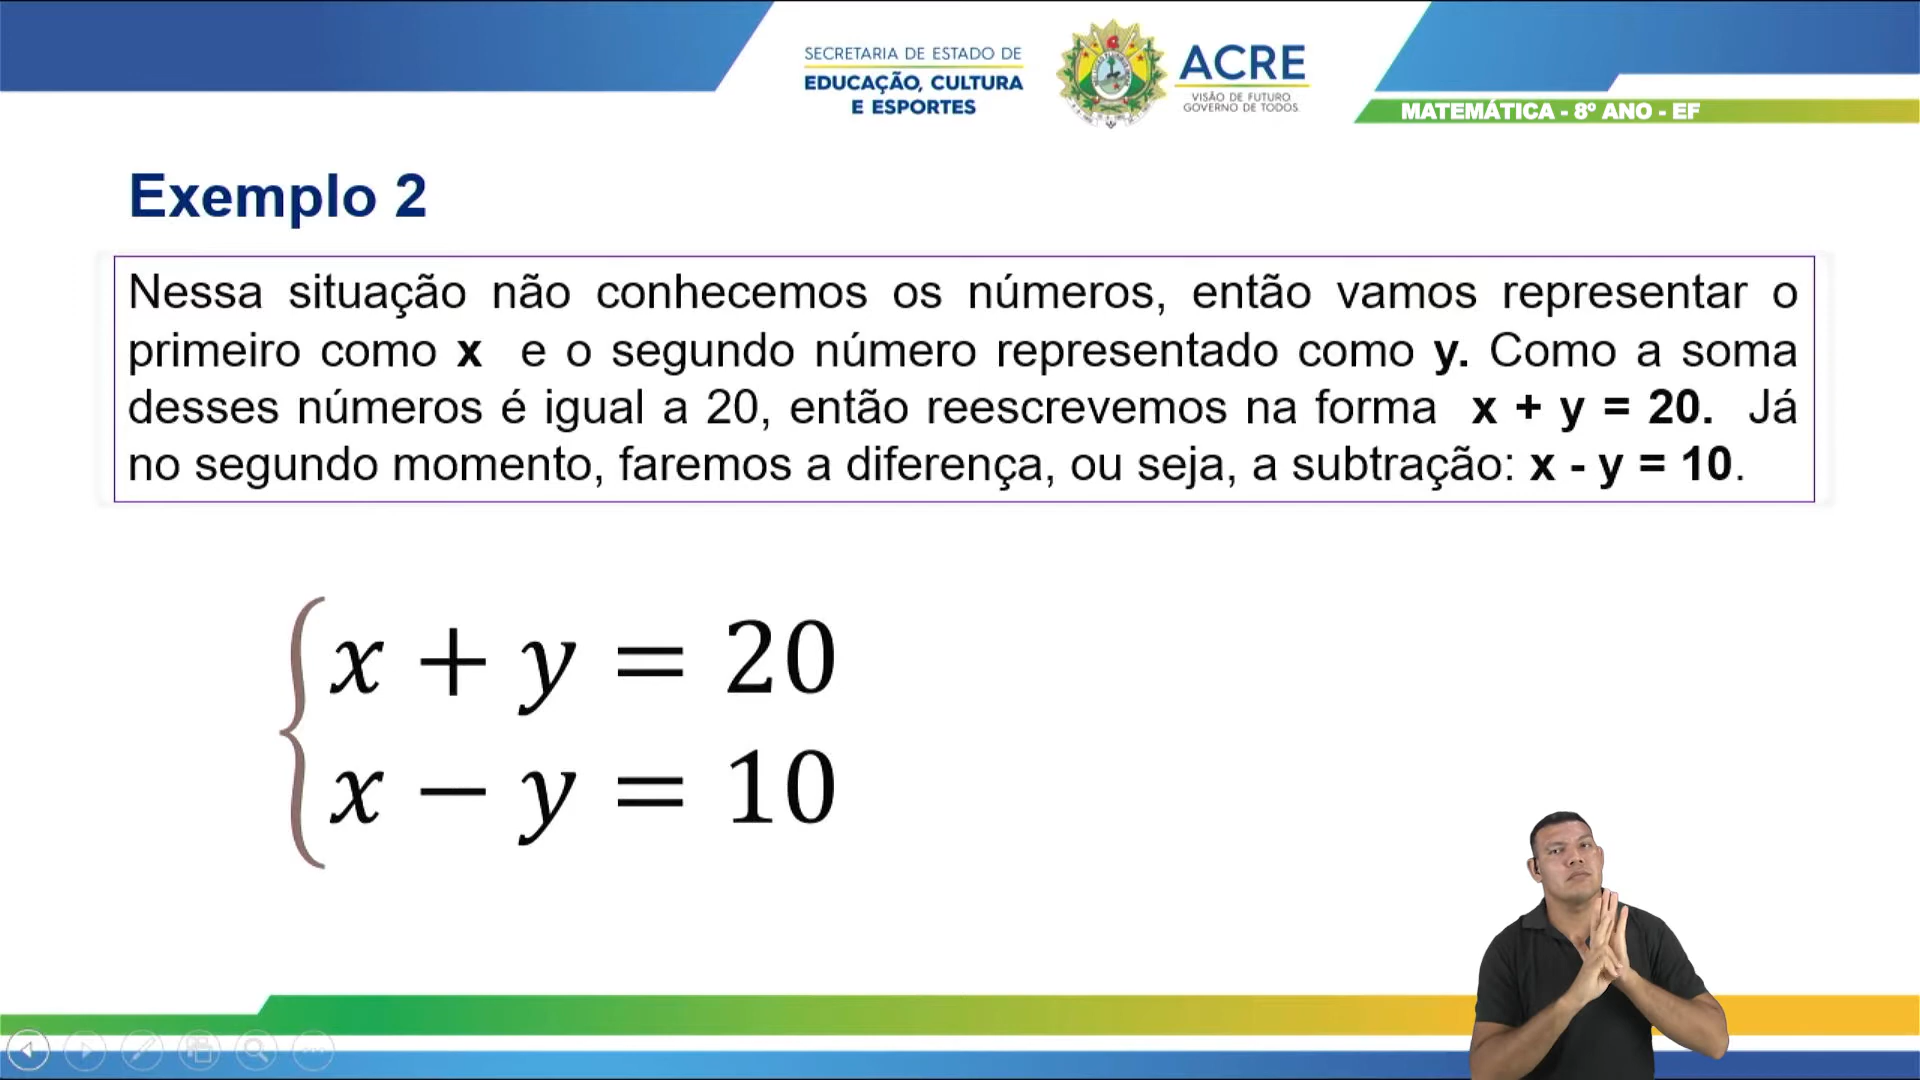 SECRETARIA DE ESTADO DE
EDUCAÇÃO, CULTURA
E ESPORTES
ACRE
VISÃO DE FUTURO.
GOVERNO DE TODOS.
MATEMÁTICA - 8º ANO - EF
Exemplo 2
Nessa situação não conhecemos os números, então vamos representar o
primeiro como x e o segundo número representado como y. Como a soma
desses números é igual a 20, então reescrevemos na forma x + y = 20. Já
no segundo momento, faremos a diferença, ou seja, a subtração: x - y = 10.
x + y = 20
x − y = 10